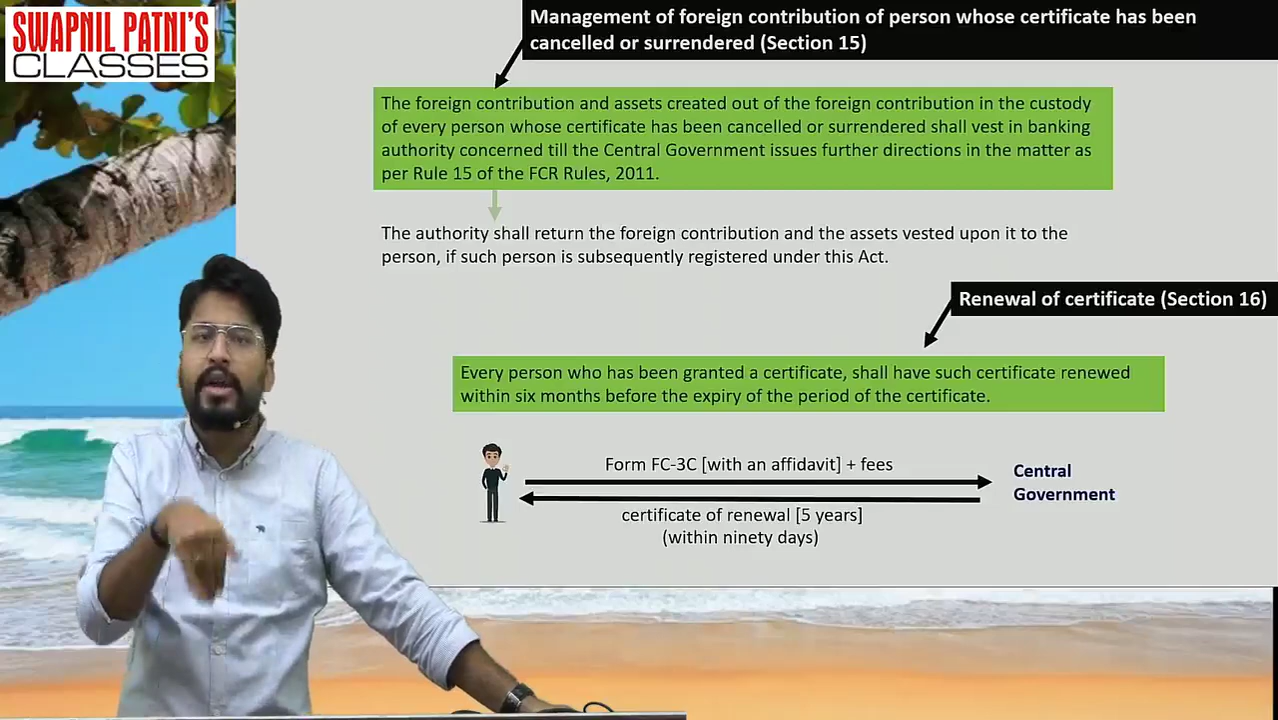 SWAPNIL PATNI'S
CLASSES
Management of foreign contribution of person whose certificate has been
cancelled or surrendered (Section 15)
The foreign contribution and assets created out of the foreign contribution in the custody
of every person whose certificate has been cancelled or surrendered shall vest in banking
authority concerned till the Central Government issues further directions in the matter as
per Rule 15 of the FCR Rules, 2011.
The authority shall return the foreign contribution and the assets vested upon it to the
person, if such person is subsequently registered under this Act.
Renewal of certificate (Section 16)
Every person who has been granted a certificate, shall have such certificate renewed
within six months before the expiry of the period of the certificate.
Form FC-3C [with an affidavit] + fees
Central
Government
certificate of renewal [5 years]
(within ninety days)